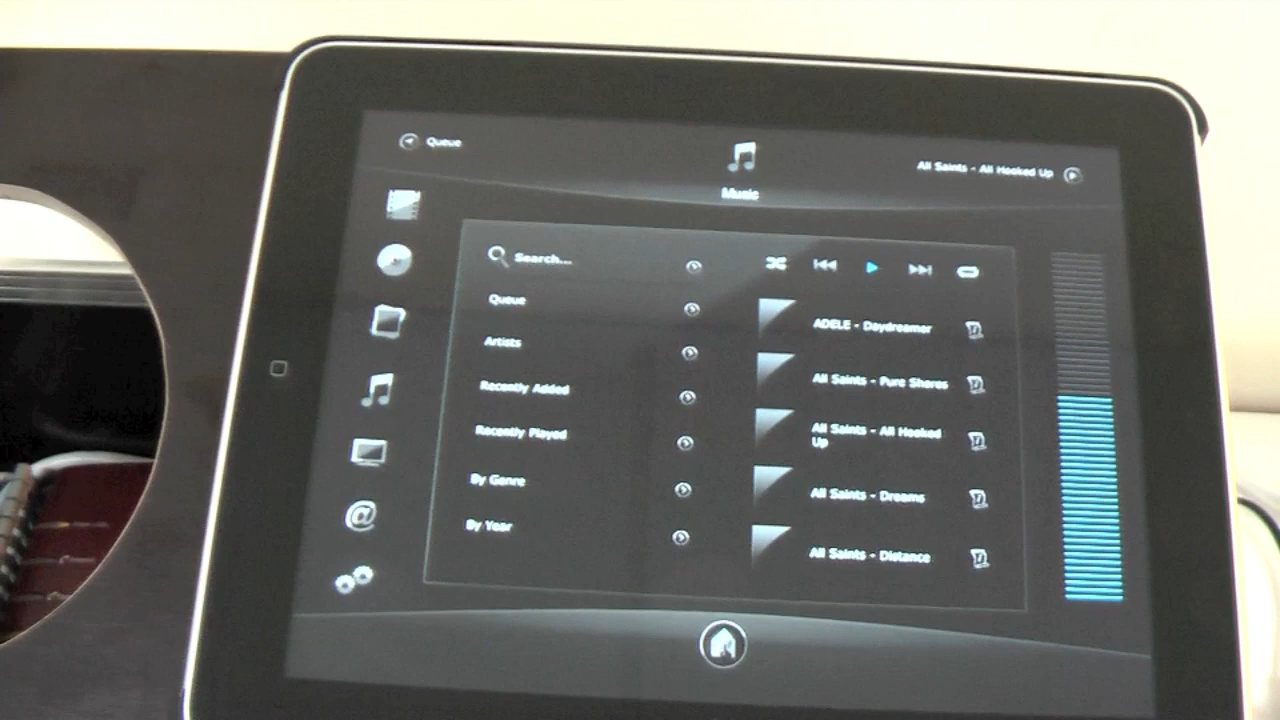 Queue
Music
All Saints - All Hooked Up
Search...
Queue
Artists
Recently Added
Recently Played
By Genre
By Year
ADELE - Daydreamer
All Saints - Pure Shores
All Saints - All Hooked
Up
All Saints - Dreams
All Saints - Distance